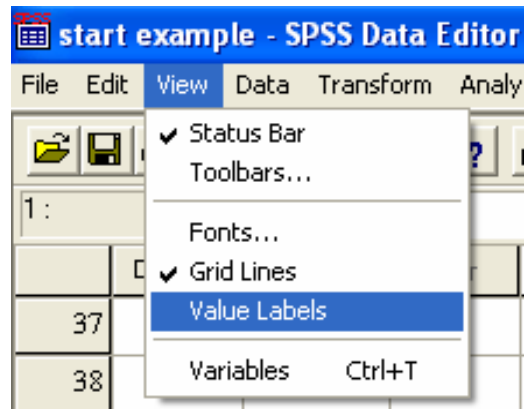 SPSS
start example - SPSS Data Editor
File Edit View Data Transform Analy
Status Bar
Toolbars...
1 :
Fonts...
Grid Lines
Value Labels
37
Variables Ctrl+T
38